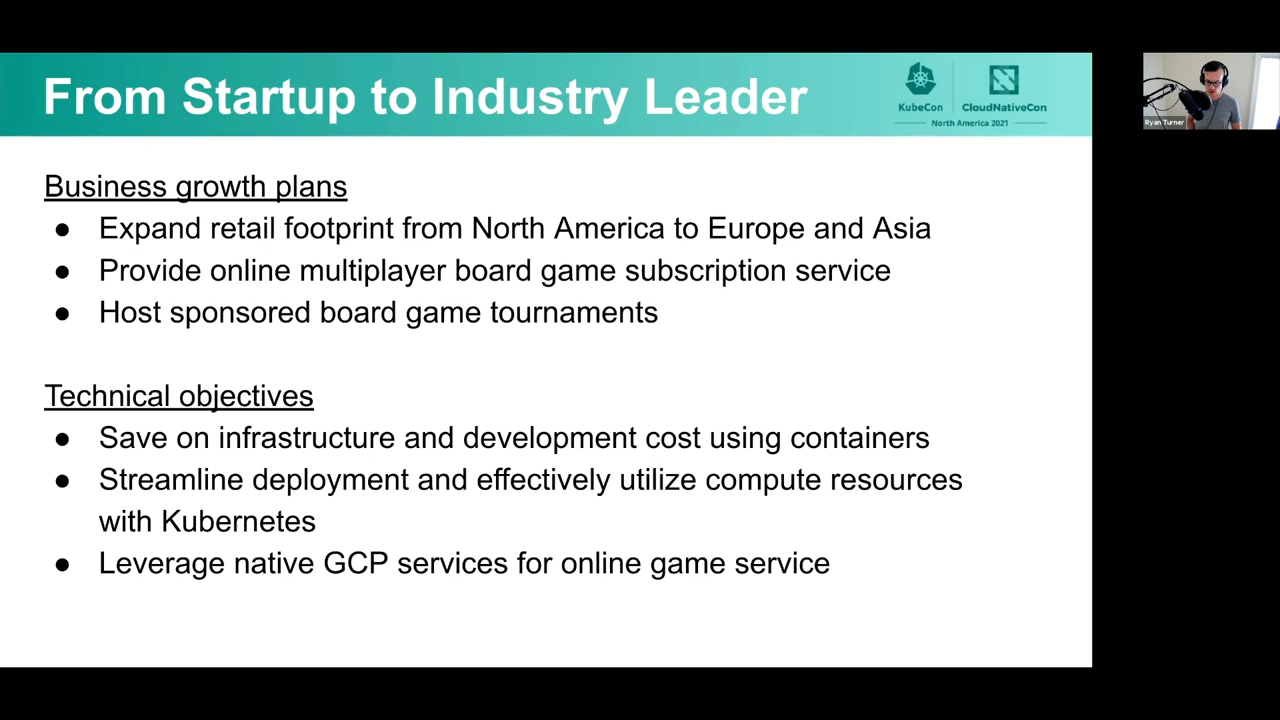 From Startup to Industry Leader
KubeCon
CloudNativeCon
North America 2021
Ryan Turner
Business growth plans
● Expand retail footprint from North America to Europe and Asia
● Provide online multiplayer board game subscription service
● Host sponsored board game tournaments
Technical objectives
● Save on infrastructure and development cost using containers
● Streamline deployment and effectively utilize compute resources
with Kubernetes
● Leverage native GCP services for online game service